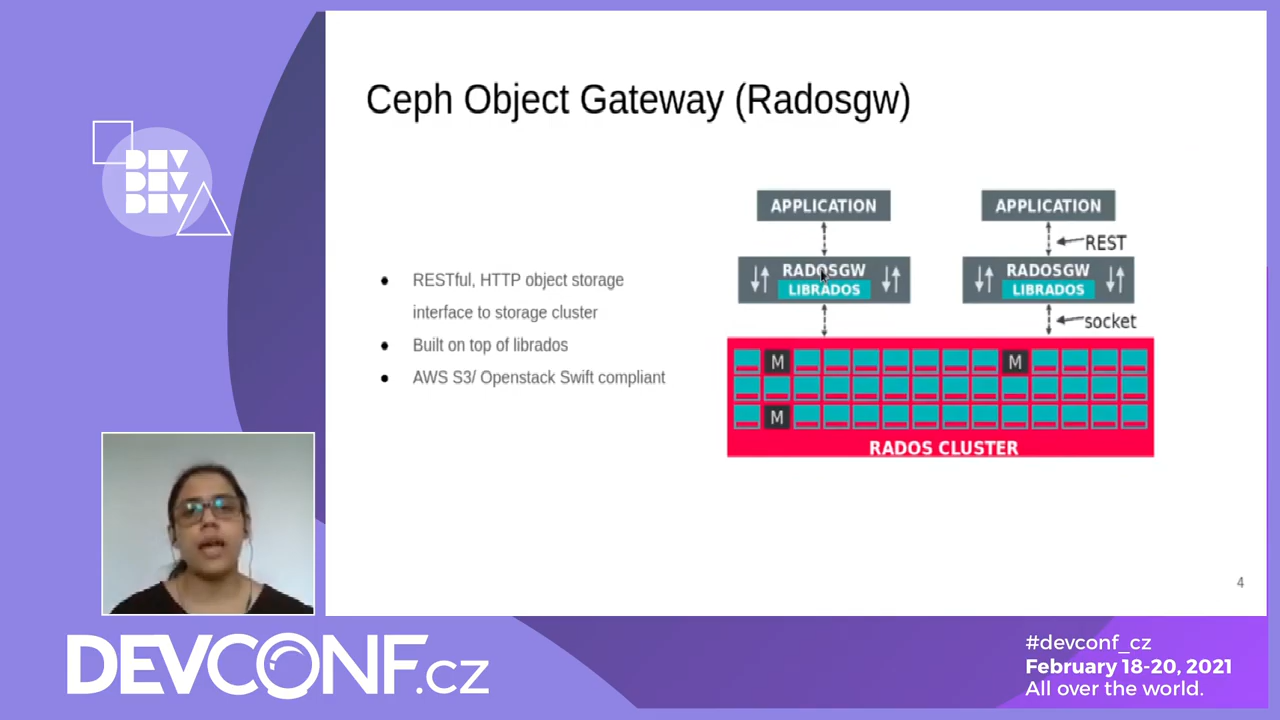 Ceph Object Gateway (Radosgw)
DEV
DEV
DEV
RESTful, HTTP object storage
interface to storage cluster
Built on top of librados
AWS S3/ Openstack Swift compliant
APPLICATION
APPLICATION
REST
RADOSGW
LIBRADOS
RADOSGW
LIBRADOS
socket
M
M
M
RADOS CLUSTER
4
DEVCONF.cz
#devconf_cz
February 18-20, 2021
All over the world.